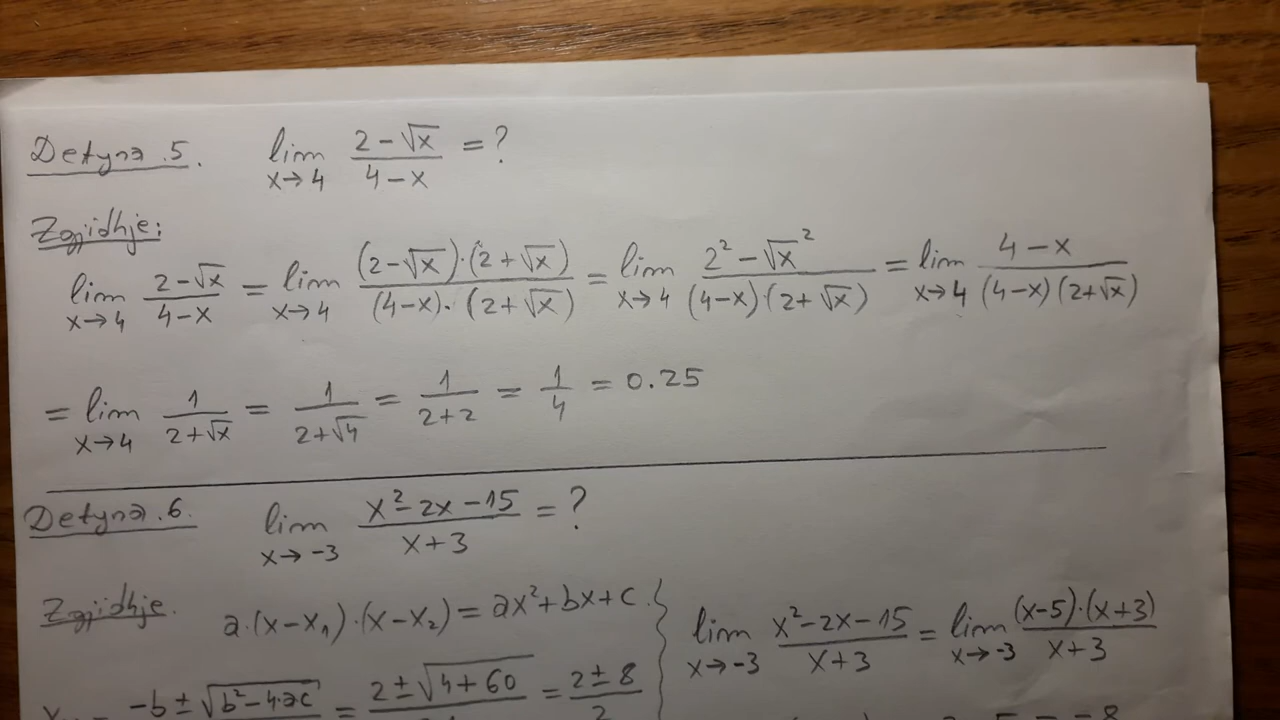 Detyra.5. lim x→4 (2-√x)/(4-x) = ?
Zgjidhje:
lim x→4 (2-√x)/(4-x) = lim x→4 ((2-√x)·(2+√x))/((4-x)·(2+√x)) = lim x→4 (2²-√x²)/((4-x)·(2+√x)) = lim x→4 (4-x)/((4-x)(2+√x))
= lim x→4 1/(2+√x) = 1/(2+√4) = 1/(2+2) = 1/4 = 0.25
Detyra.6. lim x→-3 (x²-2x-15)/(x+3) = ?
Zgjidhje.
a·(x-x₁)·(x-x₂) = ax²+bx+c.
(-b±√(b²-4·ac) = (2±√(4+60) = (2±8)/2
lim x→-3 (x²-2x-15)/(x+3) = lim x→-3 ((x-5)·(x+3))/(x+3)